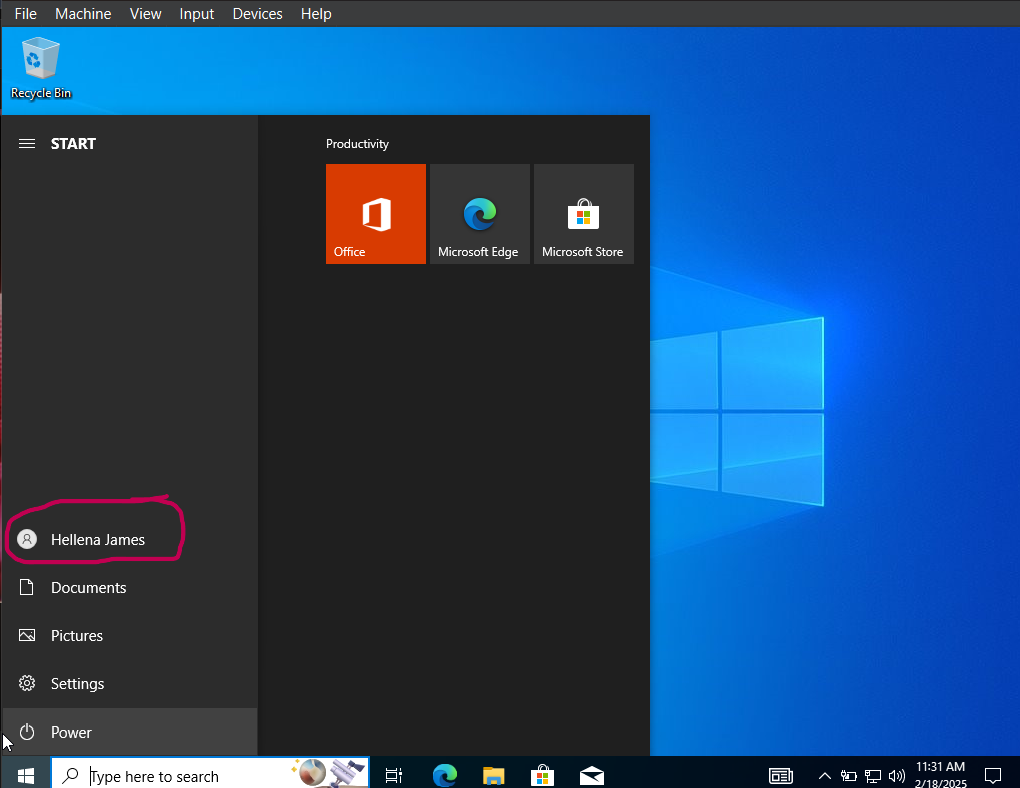 File Machine View Input Devices Help
Recycle Bin
START
Productivity
Office
Microsoft Edge
Microsoft Store
Hellena James
Documents
Pictures
Settings
Power
Type here to search
11:31 AM
2/18/2025